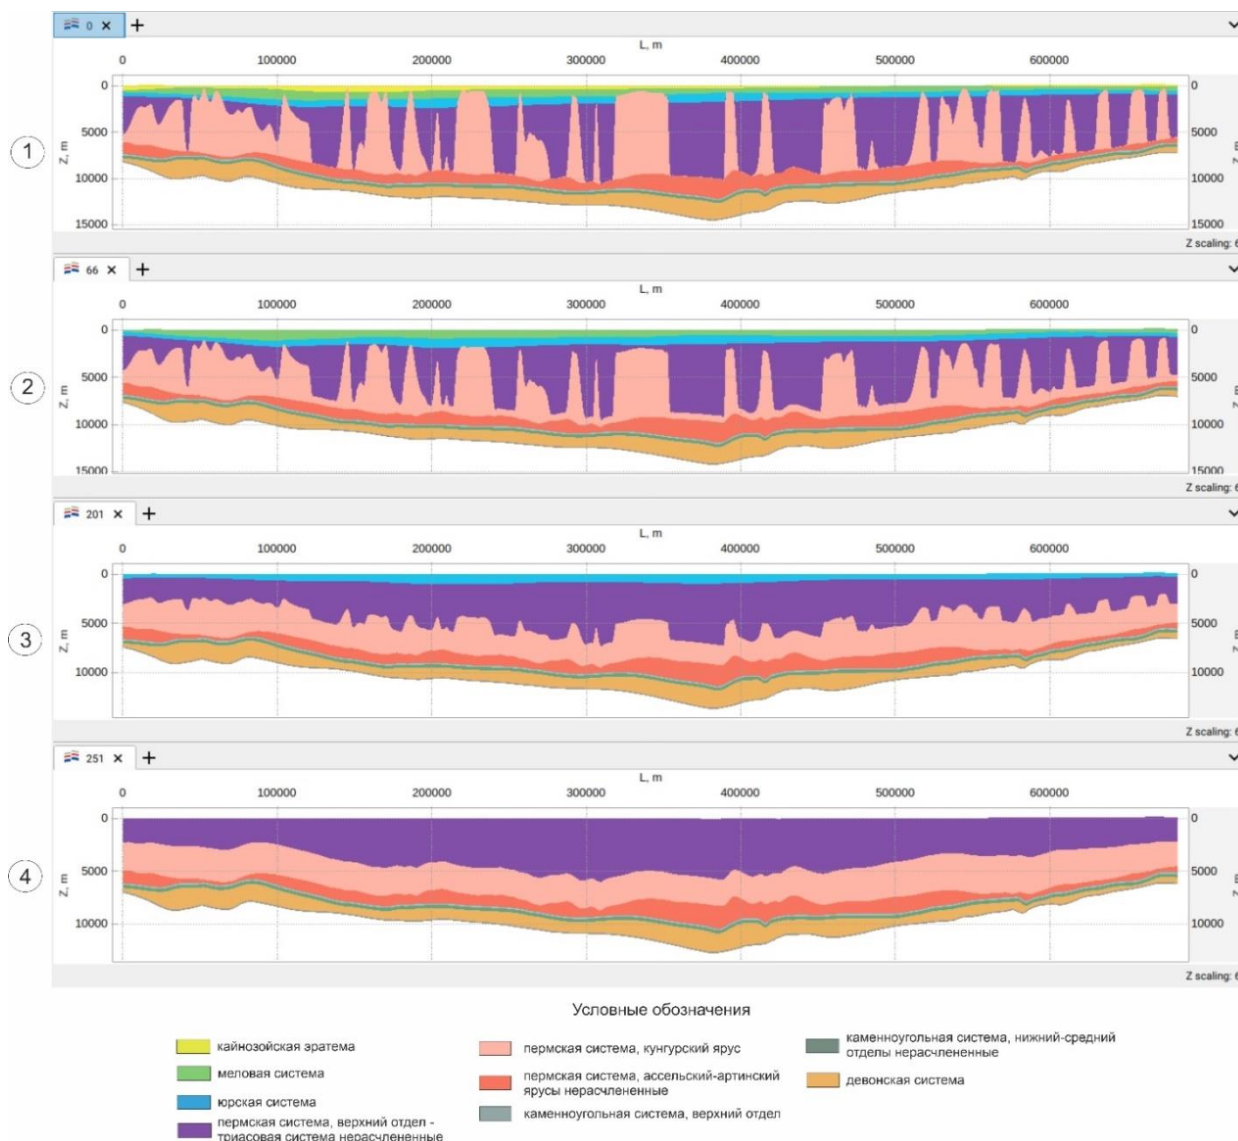 0 × +
L, m
0 100000 200000 300000 400000 500000 600000
1
Z, m
0 0
5000 5000
10000 10000
15000 15000
Z scaling: 6
66 × +
L, m
0 100000 200000 300000 400000 500000 600000
2
Z, m
0 0
5000 5000
10000 10000
15000 15000
Z scaling: 6
201 × +
L, m
0 100000 200000 300000 400000 500000 600000
3
Z, m
0 0
5000 5000
10000 10000
Z scaling: 6
251 × +
L, m
0 100000 200000 300000 400000 500000 600000
4
Z, m
0 0
5000 5000
10000 10000
Z scaling: 6
Условные обозначения
кайнозойская эратема
меловая система
юрская система
пермская система, верхний отдел -
триасовая система нерасчлененные
пермская система, кунгурский ярус
пермская система, ассельский-артинский
ярусы нерасчлененные
каменноугольная система, верхний отдел
каменноугольная система, нижний-средний
отделы нерасчлененные
девонская система